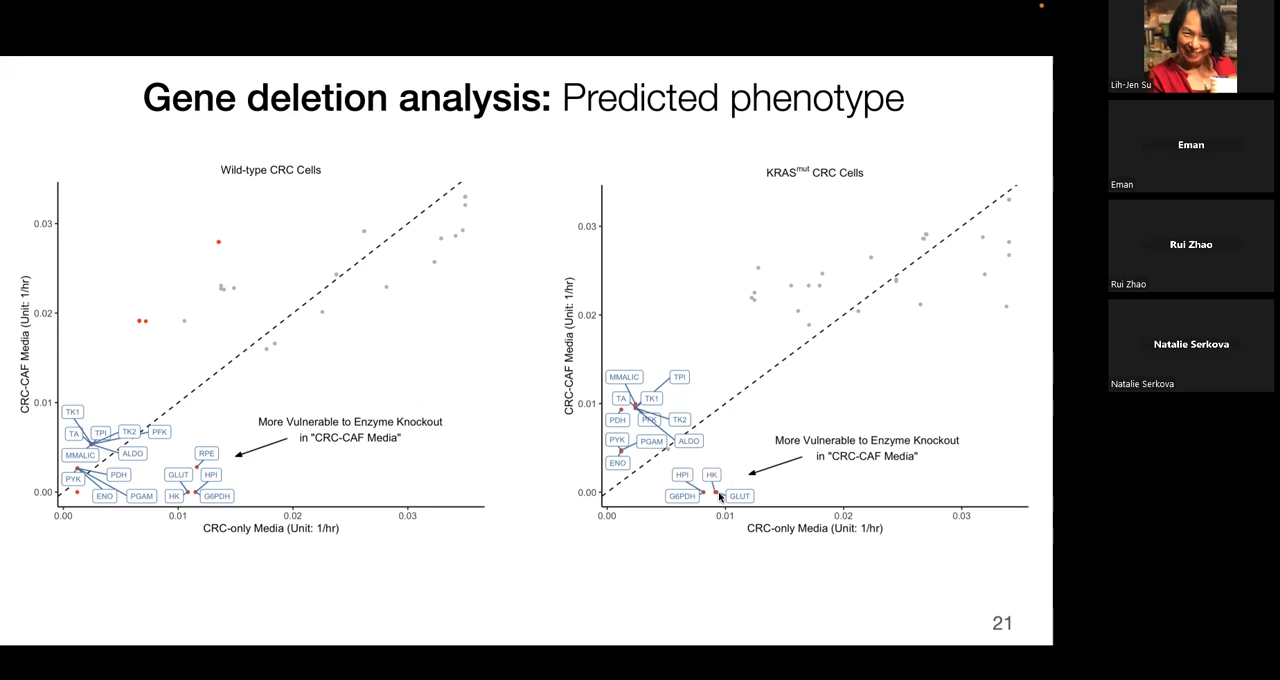 Gene deletion analysis: Predicted phenotype
Wild-type CRC Cells
CRC-CAF Media (Unit: 1/hr)
0.03
0.02
0.01
0.00
TK1
TA
TPI
TK2
PFK
MMALIC
ALDO
PYK
PDH
ENO
PGAM
RPE
GLUT
HPI
HK
G6PDH
More Vulnerable to Enzyme Knockout
in "CRC-CAF Media"
0.00
0.01
0.02
0.03
CRC-only Media (Unit: 1/hr)
KRASmut CRC Cells
CRC-CAF Media (Unit: 1/hr)
0.03
0.02
0.01
0.00
MMALIC
TPI
TA
TK1
PDH
PFK
TK2
PYK
PGAM
ALDO
ENO
HPI
HK
G6PDH
GLUT
More Vulnerable to Enzyme Knockout
in "CRC-CAF Media"
0.00
0.01
0.02
0.03
CRC-only Media (Unit: 1/hr)
21
Lih-Jen Su
Eman
Eman
Rui Zhao
Rui Zhao
Natalie Serkova
Natalie Serkova